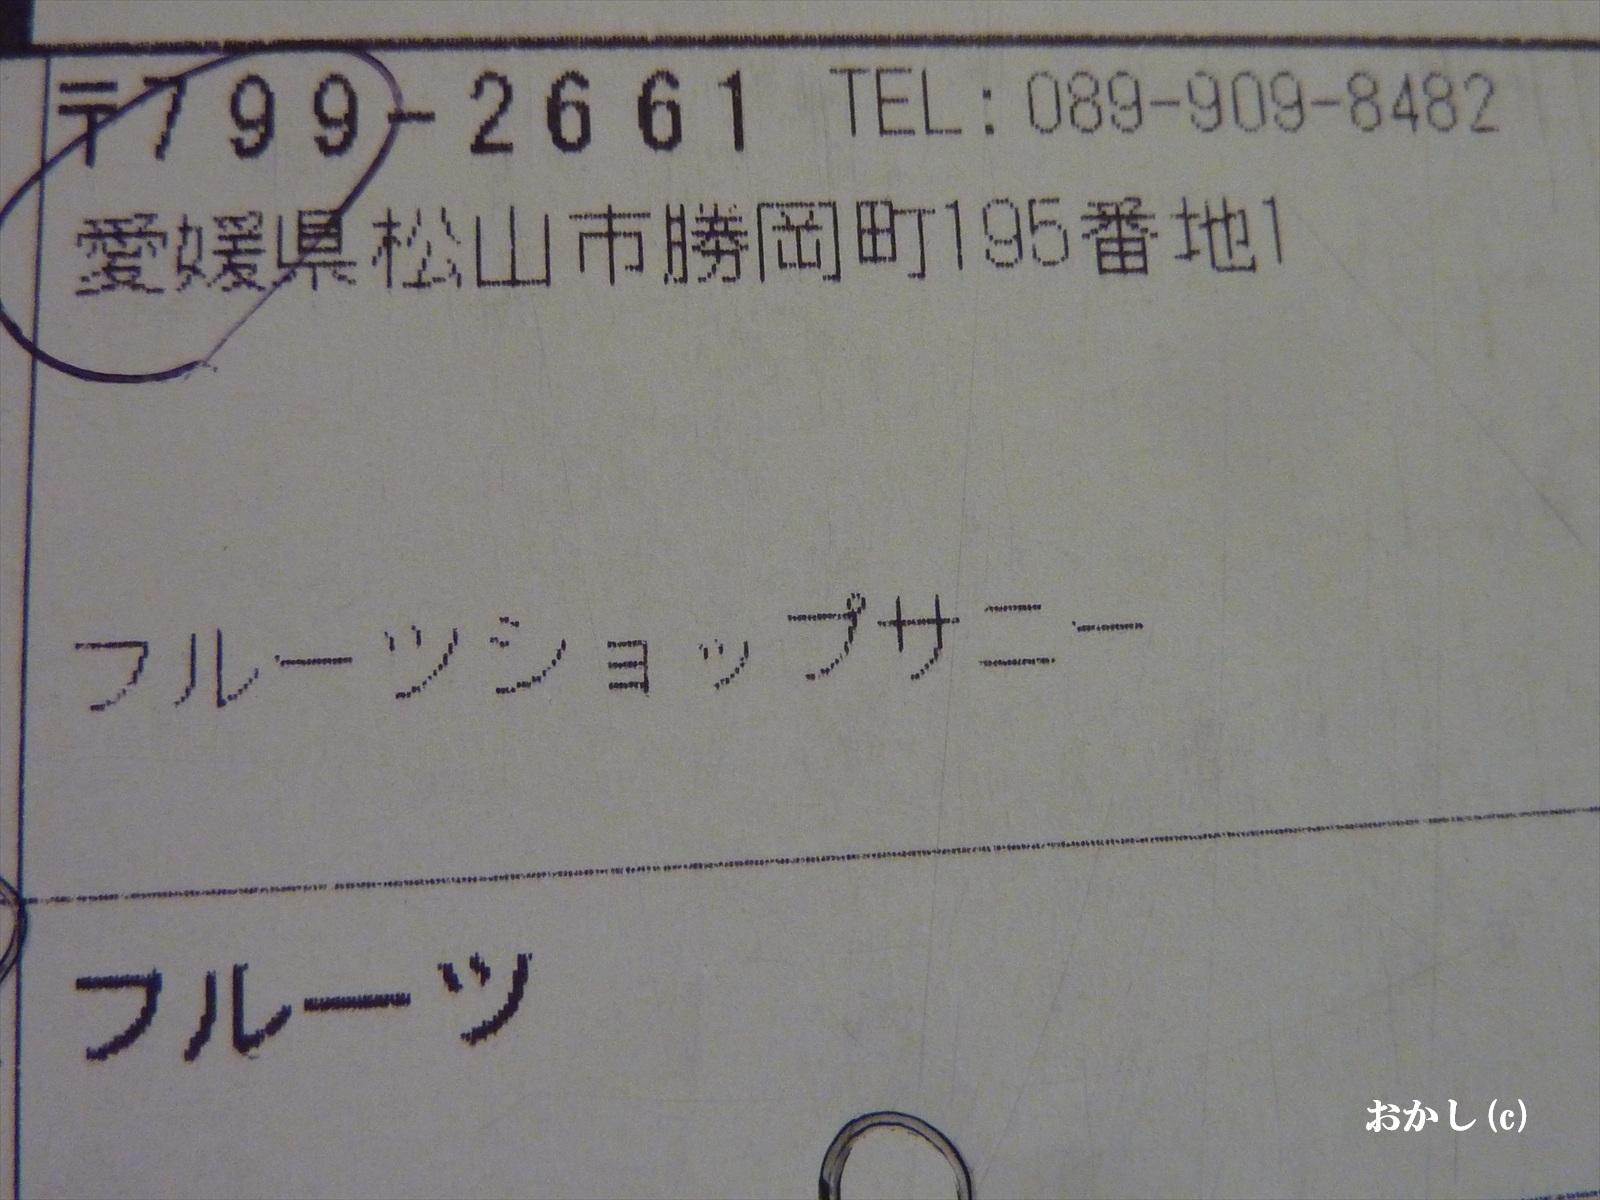 〒799-2661 TEL:089-909-8482
愛媛県松山市勝岡町195番地1
フルーツショップサニー
フルーツ
おかし(c)